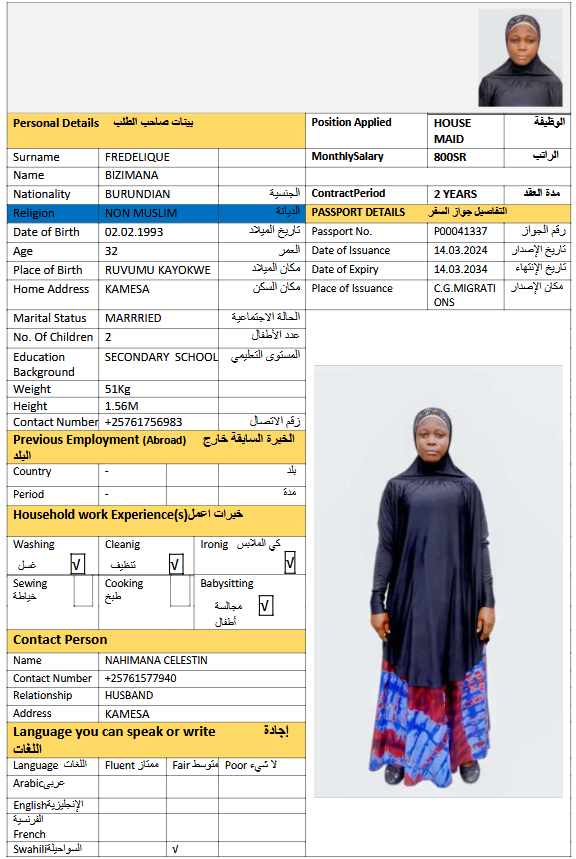 Personal Details بينات صاحب الطلب
Surname FREDELIQUE
Name BIZIMANA
Nationality BURUNDIAN الجنسية
Religion NON MUSLIM الديانة
Date of Birth 02.02.1993 تاريخ الميلاد
Age 32 العمر
Place of Birth RUVUMU KAYOKWE مكان الميلاد
Home Address KAMESA مكان السكن
Marital Status MARRRIED الحالة الاجتماعية
No. Of Children 2 عدد الأطفال
Education SECONDARY SCHOOL المستوى التعليمي
Background
Weight 51Kg
Height 1.56M
Contact Number +25761756983 رقم الاتصال
Previous Employment (Abroad) الخبرة السابقة خارج
البلد
Country - بلد
Period - مدة
Household work Experience(s) خبرات اعمل
Washing Cleanig Ironig كي الملابس
غسل √ تنظيف √ √
Sewing Cooking Babysitting
خياطة طبخ مجالسة √
أطفال
Contact Person
Name NAHIMANA CELESTIN
Contact Number +25761577940
Relationship HUSBAND
Address KAMESA
Language you can speak or write إجادة
اللغات
Language اللغات Fluent ممتاز Fair متوسط Poor لا شيء
Arabic عربى
English الإنجليزية
الفرنسية
French
Swahili السواحيلة √
Position Applied HOUSE الوظيفة
MAID
MonthlySalary 800SR الراتب
ContractPeriod 2 YEARS مدة العقد
PASSPORT DETAILS التفاصيل جواز السفر
Passport No. P00041337 رقم الجواز
Date of Issuance 14.03.2024 تاريخ الإصدار
Date of Expiry 14.03.2034 تاريخ الإنتهاء
Place of Issuance C.G.MIGRATI مكان الإصدار
ONS